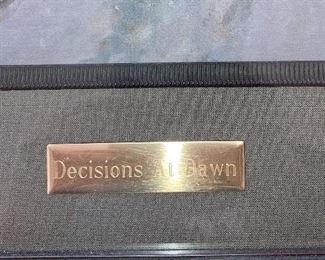 Decisions At Dawn